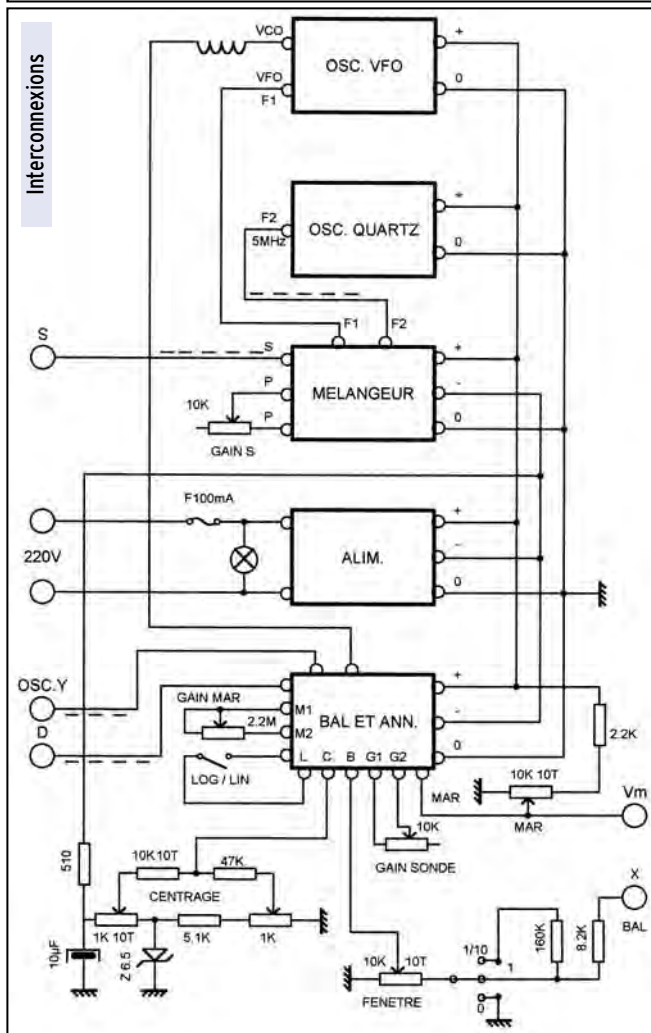 Interconnexions
VCO
VFO
F1
OSC. VFO
+
0
F2
5MHz
OSC. QUARTZ
+
0
F1
F2
S
S
P
P
10K
GAIN S
MELANGEUR
+
-
0
F100mA
220V
ALIM.
+
-
0
OSC.Y
D
GAIN MAR
2.2M
M1
M2
LOG / LIN
BAL ET ANN.
L
C
B
G1
G2
+
-
0
MAR
2.2K
10K 10T
MAR
Vm
10K
GAIN SONDE
510
10K 10T
47K
CENTRAGE
1K 10T
5,1K
1K
10µF
Z 6.5
10K
10T
FENETRE
1/10
1
0
160K
8.2K
X
BAL